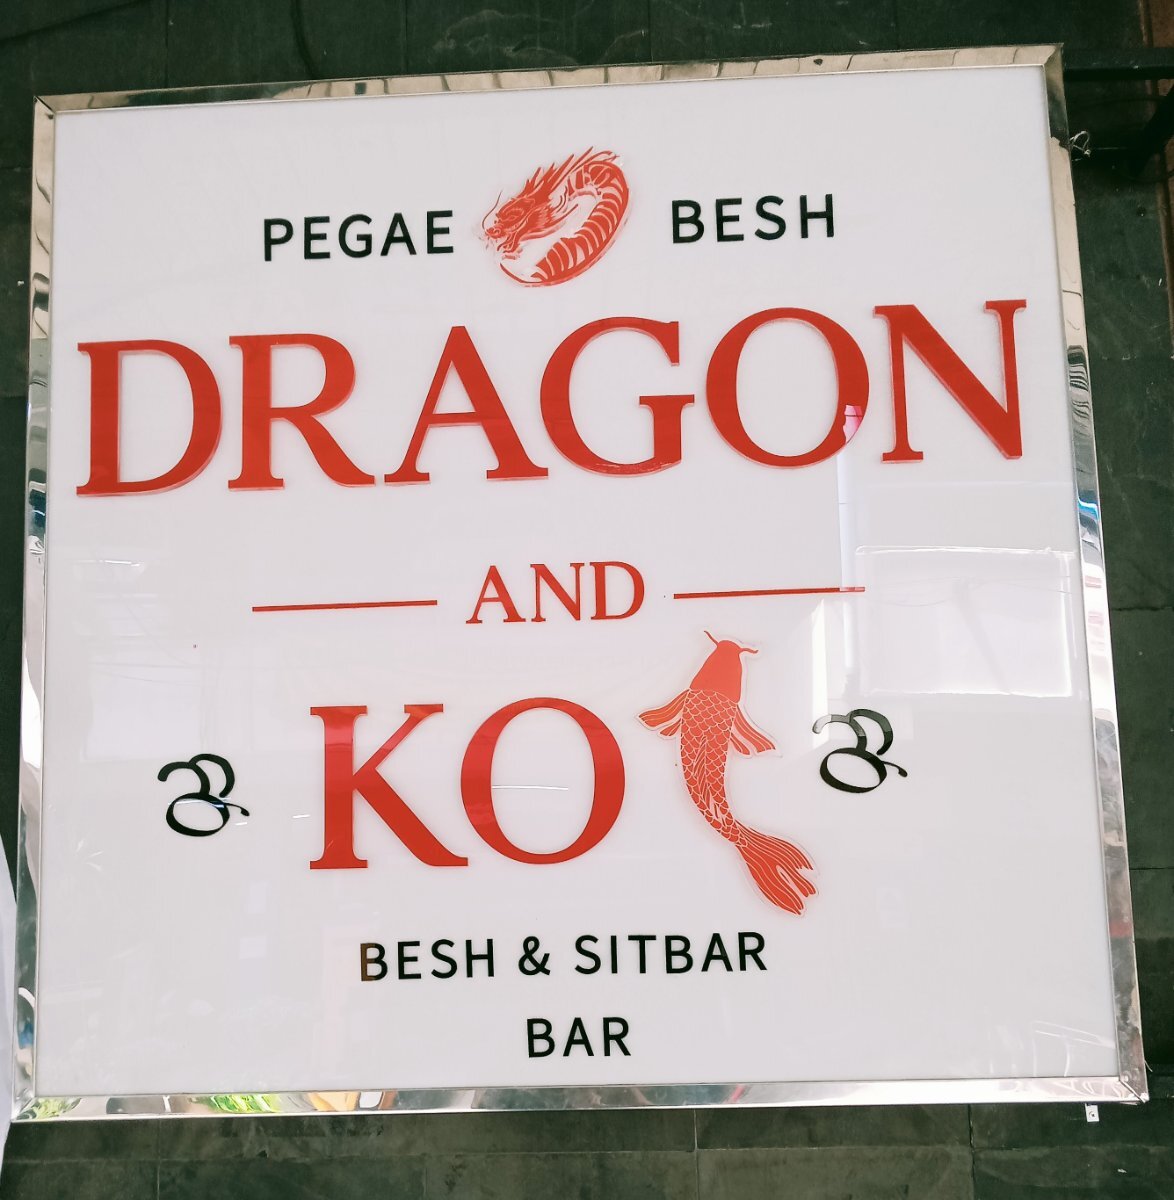 PEGAE BESH
DRAGON
AND
KO
BESH & SITBAR
BAR